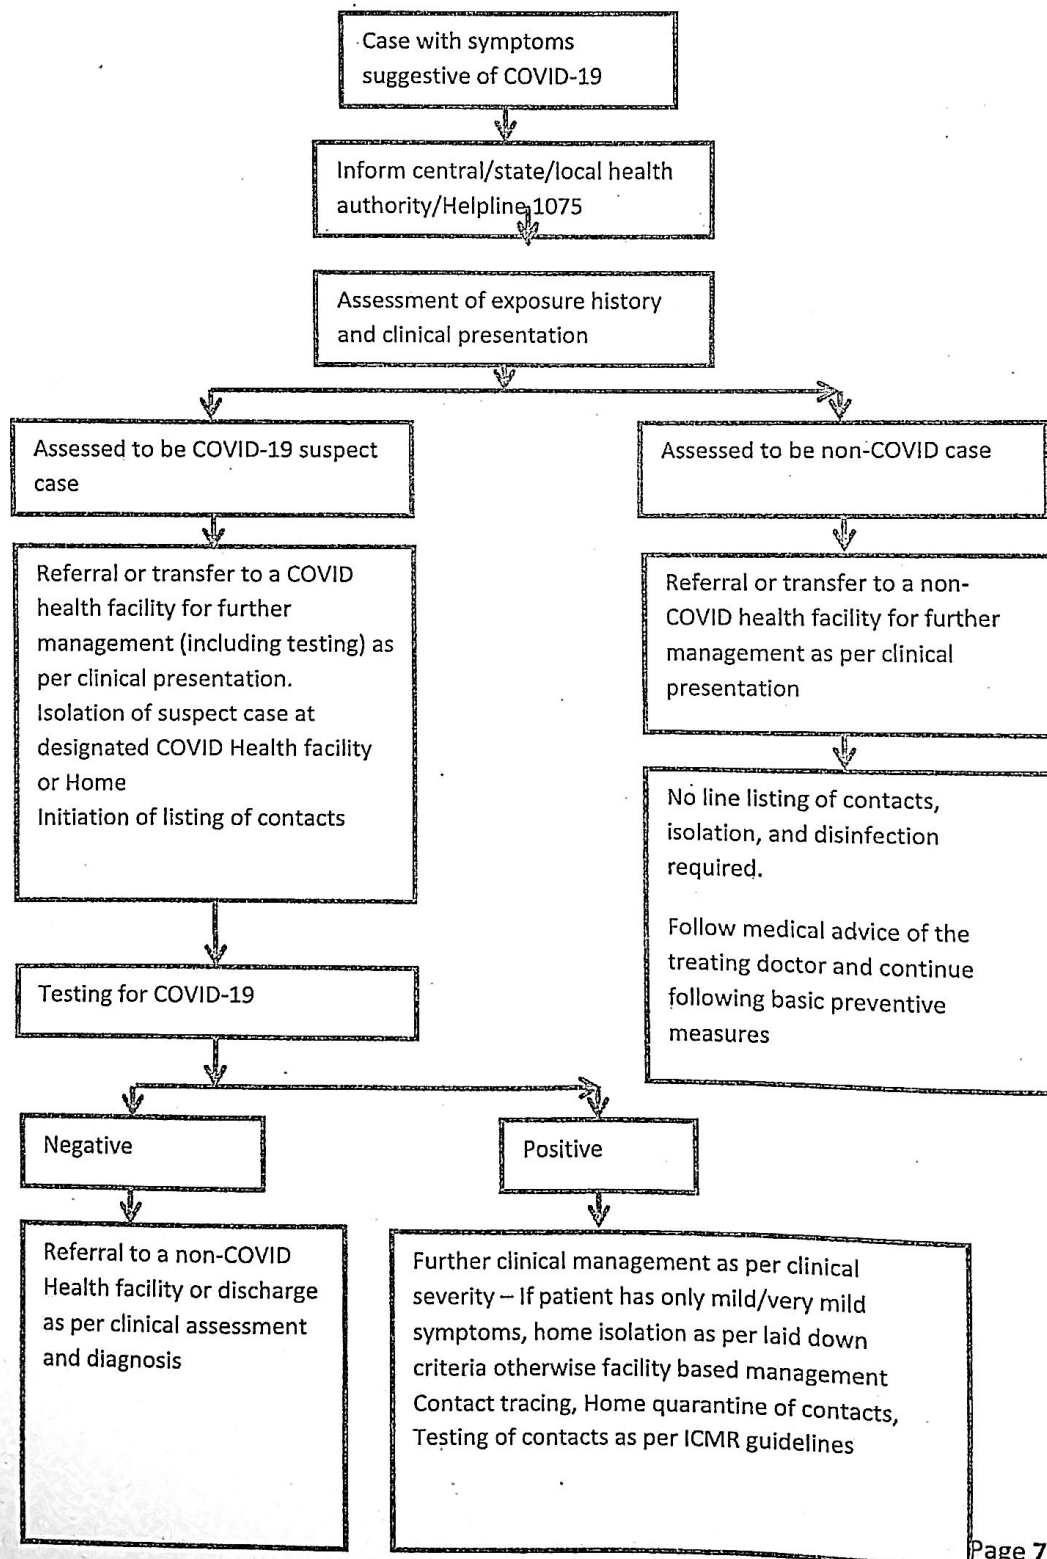 Case with symptoms
suggestive of COVID-19
Inform central/state/local health
authority/Helpline 1075
Assessment of exposure history
and clinical presentation
Assessed to be COVID-19 suspect
case
Assessed to be non-COVID case
Referral or transfer to a COVID
health facility for further
management (including testing) as
per clinical presentation.
Isolation of suspect case at
designated COVID Health facility
or Home
Initiation of listing of contacts
Referral or transfer to a non-
COVID health facility for further
management as per clinical
presentation
No line listing of contacts,
isolation, and disinfection
required.
Follow medical advice of the
treating doctor and continue
following basic preventive
measures
Testing for COVID-19
Negative
Positive
Referral to a non-COVID
Health facility or discharge
as per clinical assessment
and diagnosis
Further clinical management as per clinical
severity – If patient has only mild/very mild
symptoms, home isolation as per laid down
criteria otherwise facility based management
Contact tracing, Home quarantine of contacts,
Testing of contacts as per ICMR guidelines
Page 7